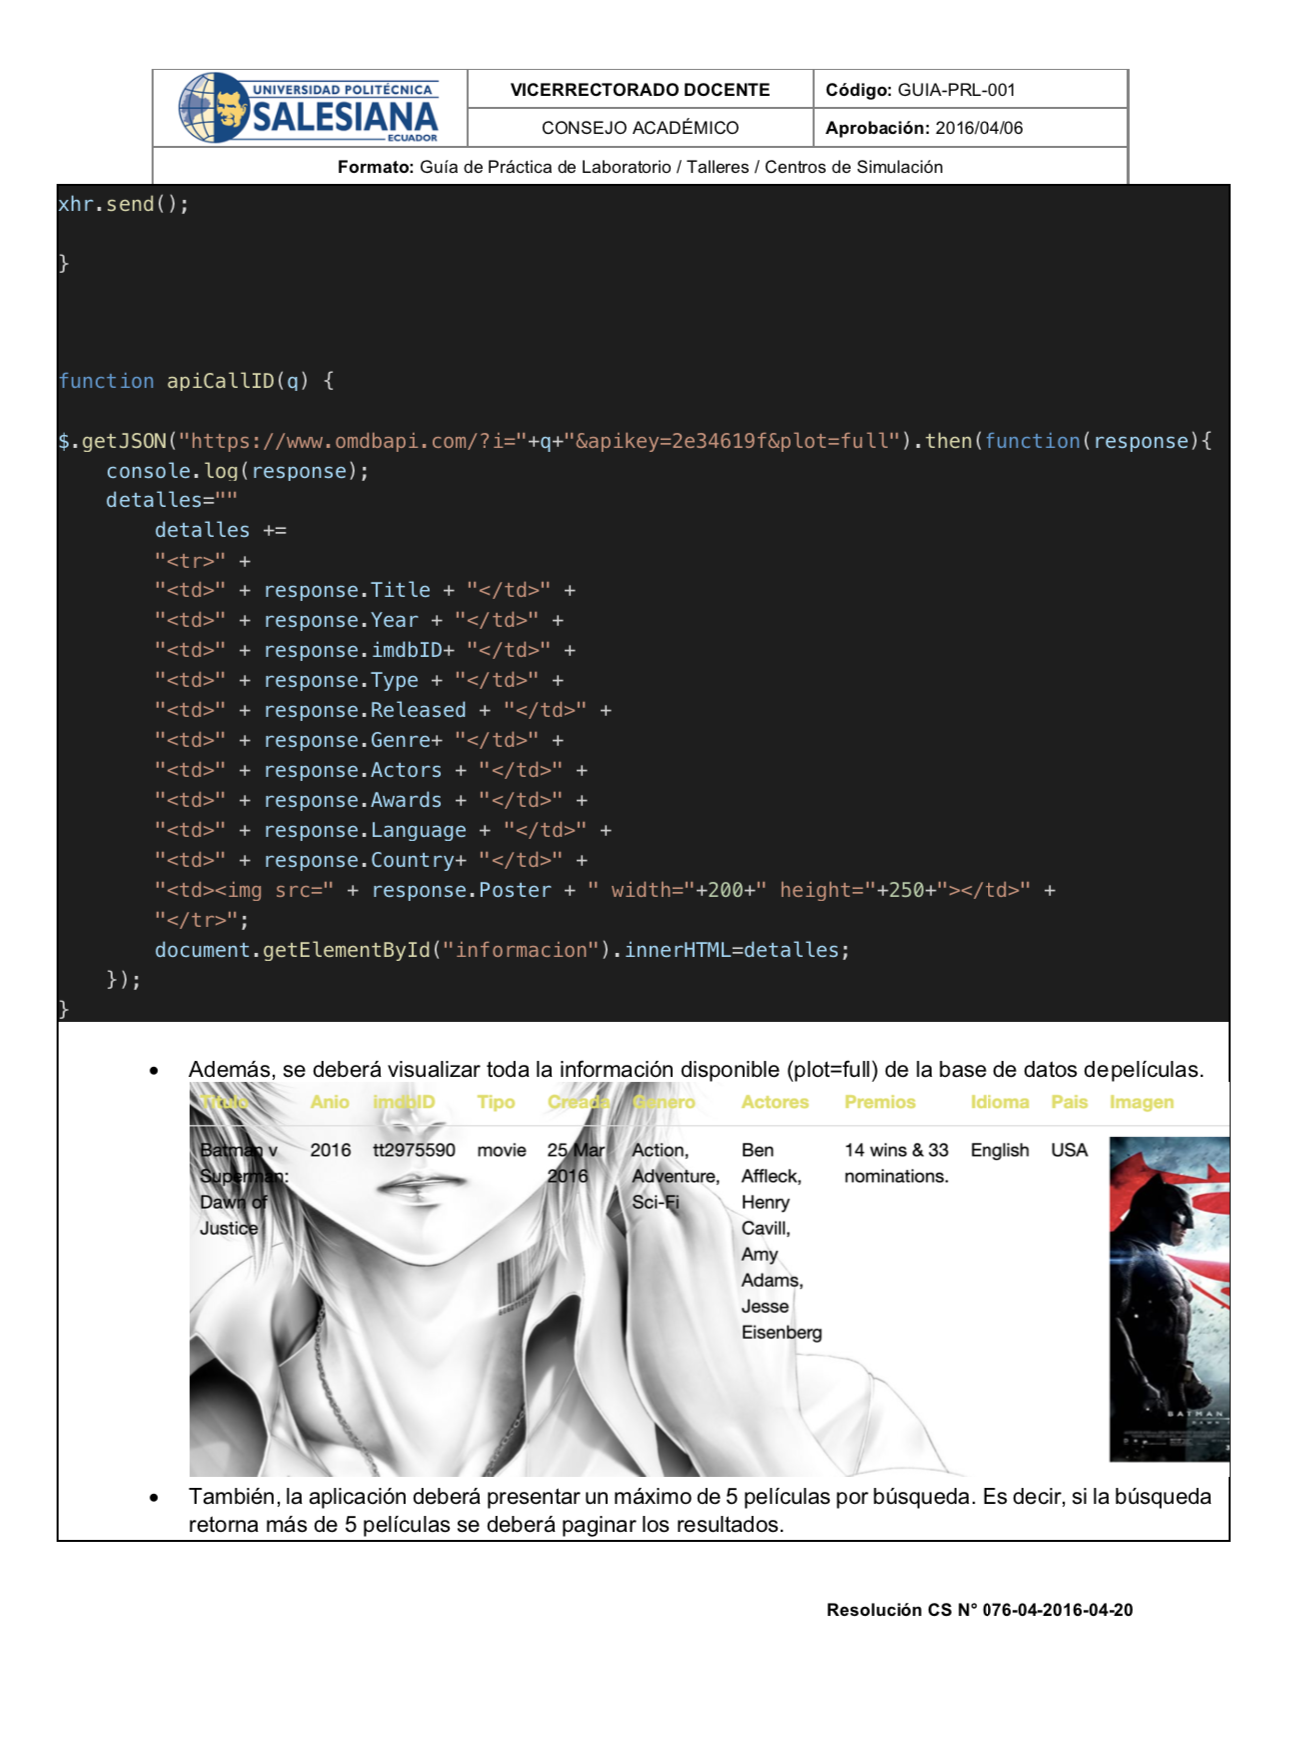 UNIVERSIDAD POLITÉCNICA
SALESIANA
ECUADOR
VICERRECTORADO DOCENTE
Código: GUIA-PRL-001
CONSEJO ACADÉMICO
Aprobación: 2016/04/06
Formato: Guía de Práctica de Laboratorio / Talleres / Centros de Simulación
xhr.send();
}
function apiCallID(q) {
$.getJSON("https://www.omdbapi.com/?i="+q+"&apikey=2e34619f&plot=full").then(function(response){
console.log(response);
detalles=""
detalles +=
"<tr>" +
"<td>" + response.Title + "</td>" +
"<td>" + response.Year + "</td>" +
"<td>" + response.imdbID+ "</td>" +
"<td>" + response.Type + "</td>" +
"<td>" + response.Released + "</td>" +
"<td>" + response.Genre+ "</td>" +
"<td>" + response.Actors + "</td>" +
"<td>" + response.Awards + "</td>" +
"<td>" + response.Language + "</td>" +
"<td>" + response.Country+ "</td>" +
"<td><img src=" + response.Poster + " width="+200+" height="+250+"></td>" +
"</tr>";
document.getElementById("informacion").innerHTML=detalles;
});
}
• Además, se deberá visualizar toda la información disponible (plot=full) de la base de datos depelículas.
Titulo Anio imdbID Tipo Creada Genero Actores Premios Idioma Pais Imagen
Batman v 2016 tt2975590 movie 25 Mar Action, Ben 14 wins & 33 English USA
Superman: 2016 Adventure, Affleck, nominations.
Dawn of Sci-Fi Henry
Justice Cavill,
Amy
Adams,
Jesse
Eisenberg
BATMAN
• También, la aplicación deberá presentar un máximo de 5 películas por búsqueda. Es decir, si la búsqueda
retorna más de 5 películas se deberá paginar los resultados.
Resolución CS N° 076-04-2016-04-20